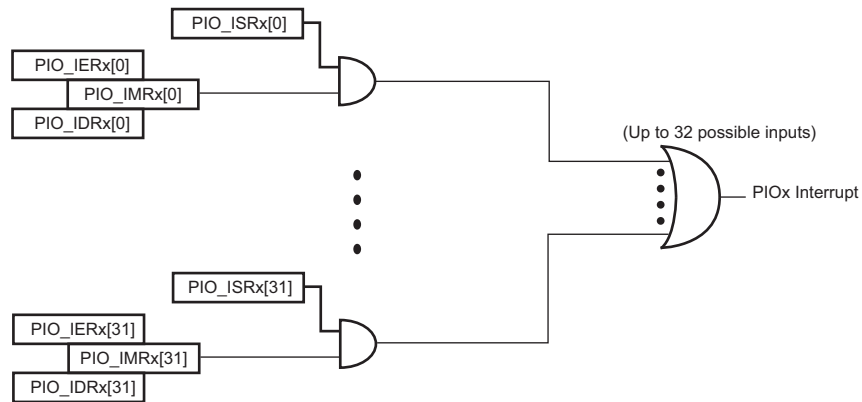 PIO_ISRx[0]
PIO_IERx[0]
PIO_IMRx[0]
PIO_IDRx[0]
(Up to 32 possible inputs)
PIOx Interrupt
PIO_ISRx[31]
PIO_IERx[31]
PIO_IMRx[31]
PIO_IDRx[31]